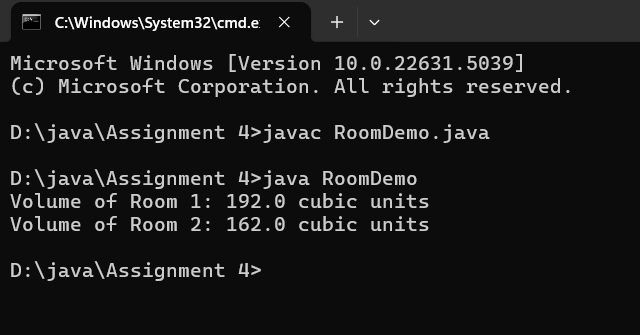 C:\Windows\System32\cmd.e
Microsoft Windows [Version 10.0.22631.5039]
(c) Microsoft Corporation. All rights reserved.
D:\java\Assignment 4>javac RoomDemo.java
D:\java\Assignment 4>java RoomDemo
Volume of Room 1: 192.0 cubic units
Volume of Room 2: 162.0 cubic units
D:\java\Assignment 4>